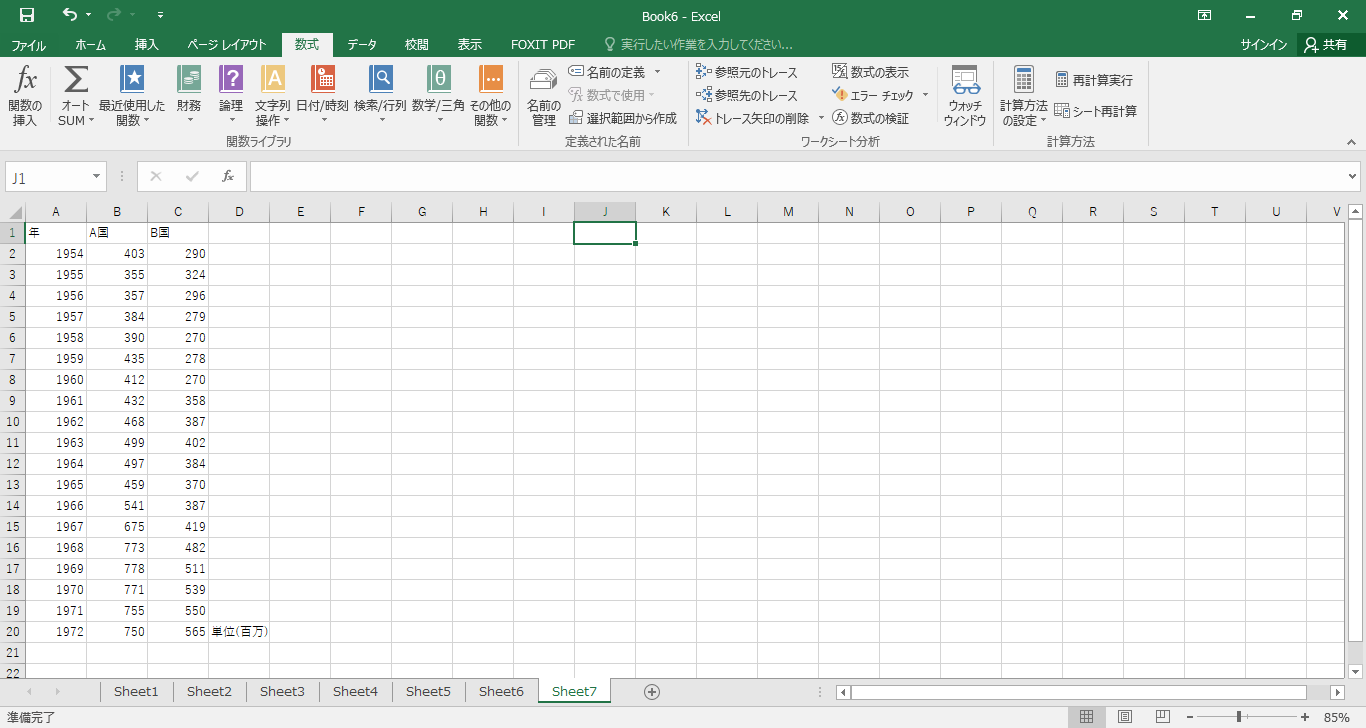 Book6 - Excel
ファイル ホーム 挿入 ページ レイアウト 数式 データ 校閲 表示 FOXIT PDF 実行したい作業を入力してください... サインイン 共有
fx 関数の挿入
Σ オート SUM
最近使用した関数
財務
? 論理
A 文字列操作
日付/時刻
検索/行列
θ 数学/三角
その他の関数
関数ライブラリ
名前の管理
名前の定義
fx 数式で使用
選択範囲から作成
定義された名前
参照元のトレース
参照先のトレース
トレース矢印の削除
数式の表示
エラー チェック
fx 数式の検証
ワークシート分析
ウォッチ ウィンドウ
計算方法の設定
再計算実行
シート再計算
計算方法
J1 fx
A B C D E F G H I J K L M N O P Q R S T U V
1 年 A国 B国
2 1954 403 290
3 1955 355 324
4 1956 357 296
5 1957 384 279
6 1958 390 270
7 1959 435 278
8 1960 412 270
9 1961 432 358
10 1962 468 387
11 1963 499 402
12 1964 497 384
13 1965 459 370
14 1966 541 387
15 1967 675 419
16 1968 773 482
17 1969 778 511
18 1970 771 539
19 1971 755 550
20 1972 750 565 単位(百万)
21
22
Sheet1 Sheet2 Sheet3 Sheet4 Sheet5 Sheet6 Sheet7
準備完了 85%